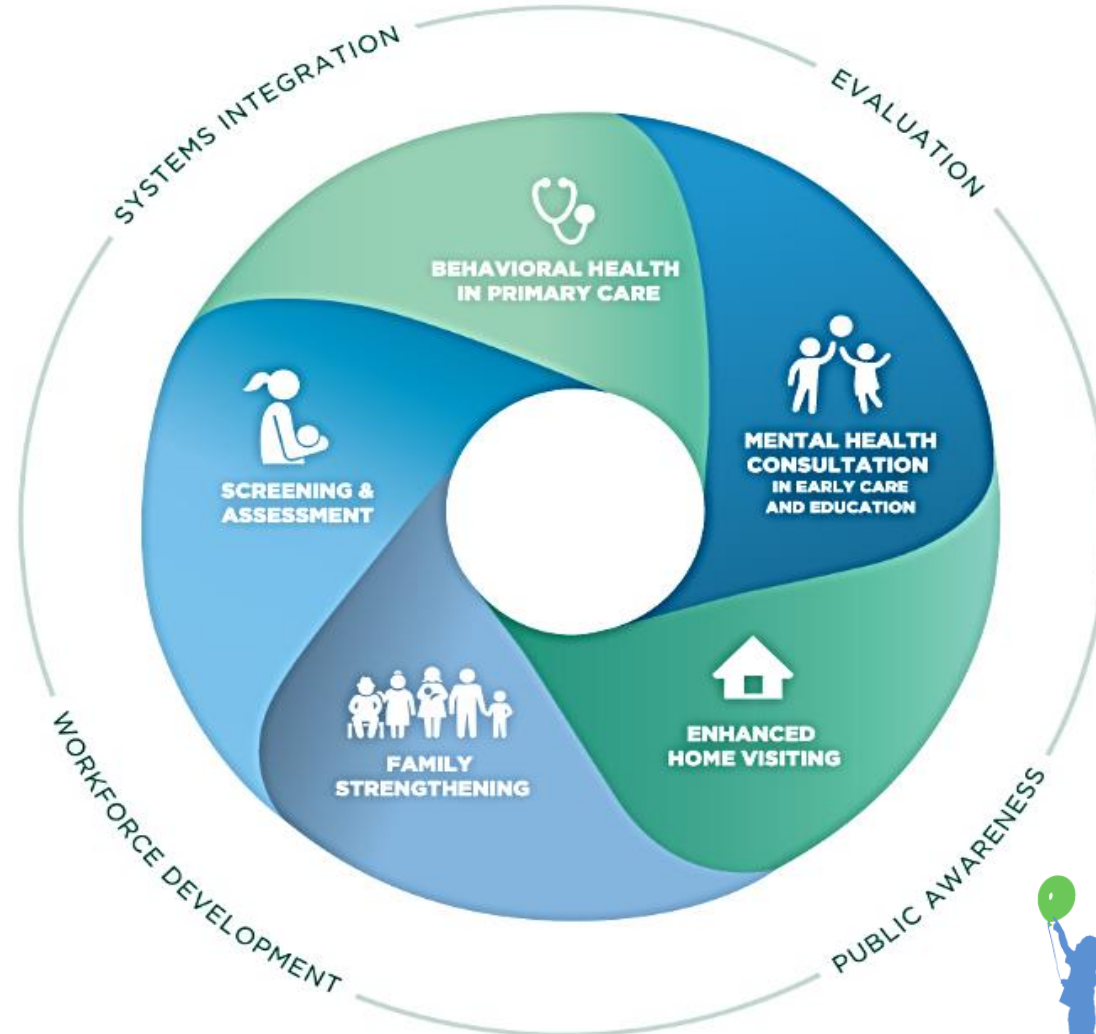 SYSTEMS INTEGRATION
EVALUATION
BEHAVIORAL HEALTH
IN PRIMARY CARE
MENTAL HEALTH
CONSULTATION
IN EARLY CARE
AND EDUCATION
SCREENING &
ASSESSMENT
ENHANCED
HOME VISITING
FAMILY
STRENGTHENING
WORKFORCE DEVELOPMENT
PUBLIC AWARENESS